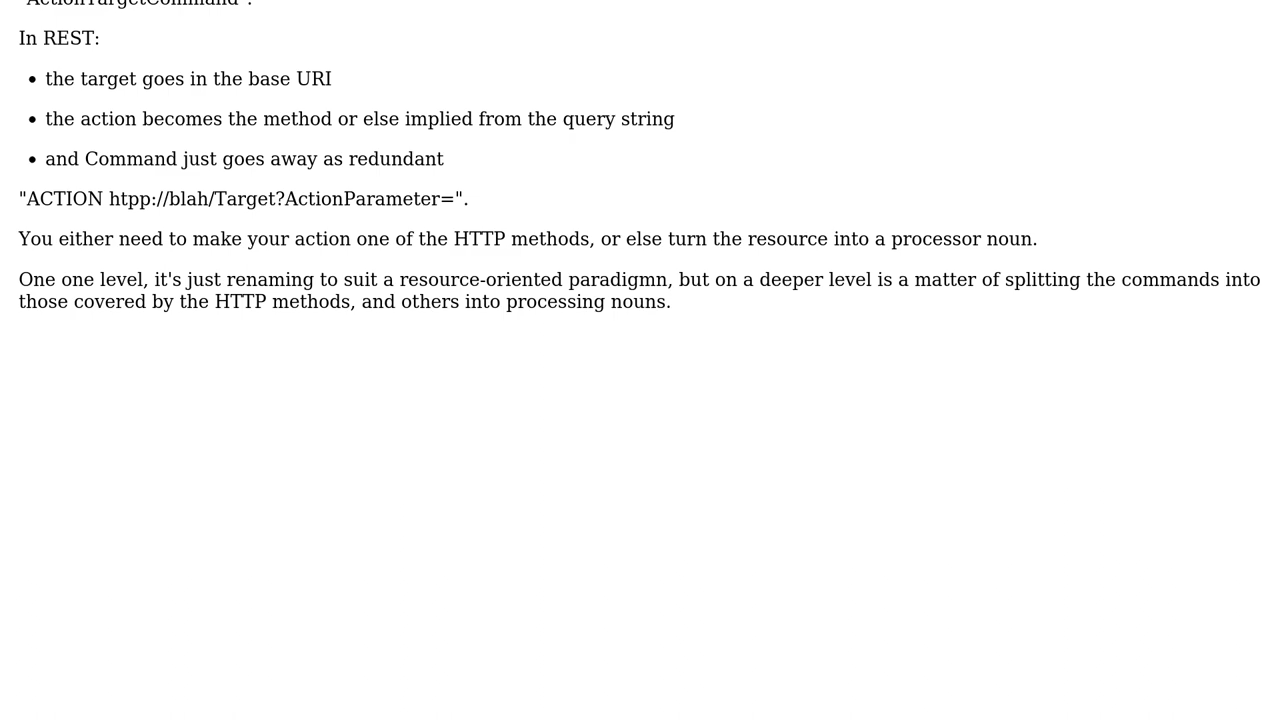 "ActionTargetCommand".
In REST:
• the target goes in the base URI
• the action becomes the method or else implied from the query string
• and Command just goes away as redundant
"ACTION htpp://blah/Target?ActionParameter=".
You either need to make your action one of the HTTP methods, or else turn the resource into a processor noun.
One one level, it's just renaming to suit a resource-oriented paradigmn, but on a deeper level is a matter of splitting the commands into
those covered by the HTTP methods, and others into processing nouns.